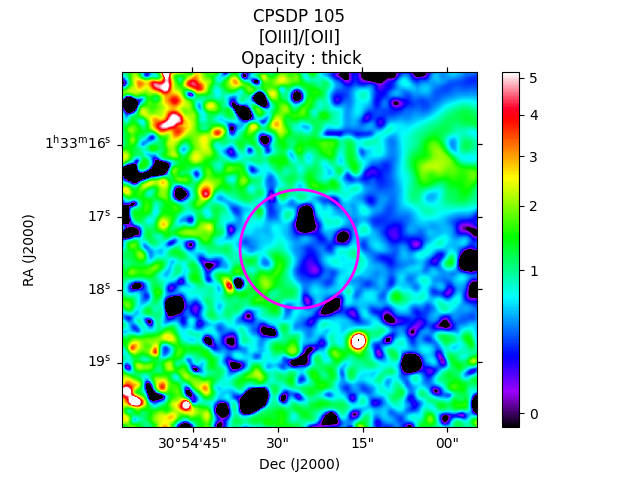 CPSDP 105
[OIII]/[OII]
Opacity : thick
1ʰ33ᵐ16ˢ
17ˢ
18ˢ
19ˢ
RA (J2000)
30°54'45"
30"
15"
00"
Dec (J2000)
5
4
3
2
1
0